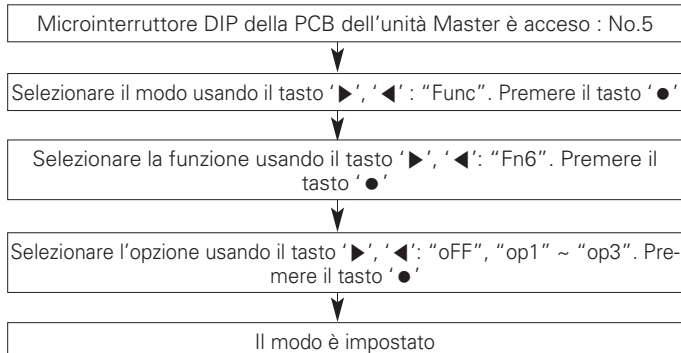 Microinterruttore DIP della PCB dell'unità Master è acceso : No.5
Selezionare il modo usando il tasto ‘▶’, ‘◀’ : “Func”. Premere il tasto ‘●’
Selezionare la funzione usando il tasto ‘▶’, ‘◀’: “Fn6”. Premere il
tasto ‘●’
Selezionare l'opzione usando il tasto ‘▶’, ‘◀’: “oFF”, “op1” ~ “op3”. Pre-
mere il tasto ‘●’
Il modo è impostato